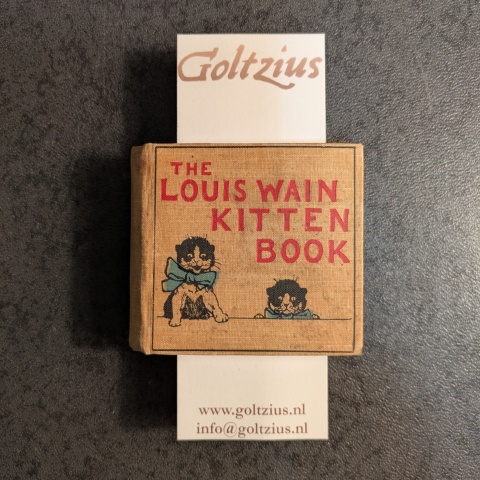 Goltzius
THE
LOUIS WAIN
KITTEN
BOOK
www.goltzius.nl
info@goltzius.nl